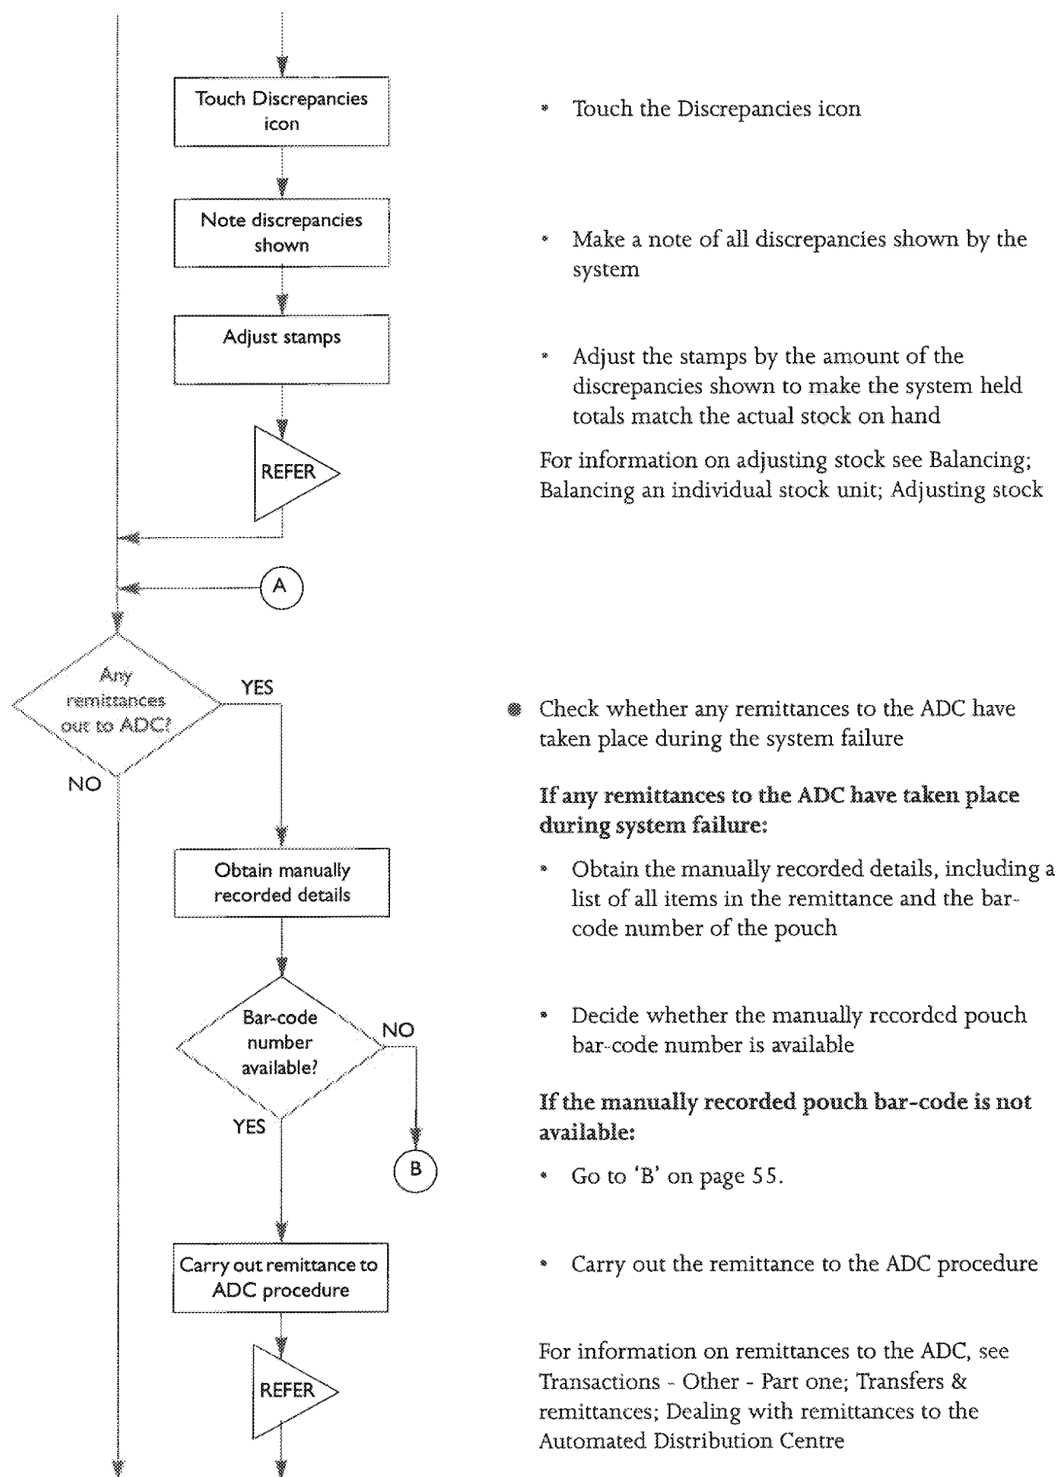 Touch Discrepancies
icon
• Touch the Discrepancies icon
Note discrepancies
shown
• Make a note of all discrepancies shown by the
system
Adjust stamps
• Adjust the stamps by the amount of the
discrepancies shown to make the system held
totals match the actual stock on hand
REFER
For information on adjusting stock see Balancing;
Balancing an individual stock unit; Adjusting stock
A
Any
remittances
out to ADC?
YES
NO
● Check whether any remittances to the ADC have
taken place during the system failure
If any remittances to the ADC have taken place
during system failure:
Obtain manually
recorded details
• Obtain the manually recorded details, including a
list of all items in the remittance and the bar-
code number of the pouch
Bar-code
number
available?
NO
YES
B
• Decide whether the manually recorded pouch
bar-code number is available
If the manually recorded pouch bar-code is not
available:
• Go to ‘B’ on page 55.
Carry out remittance to
ADC procedure
• Carry out the remittance to the ADC procedure
REFER
For information on remittances to the ADC, see
Transactions - Other - Part one; Transfers &
remittances; Dealing with remittances to the
Automated Distribution Centre